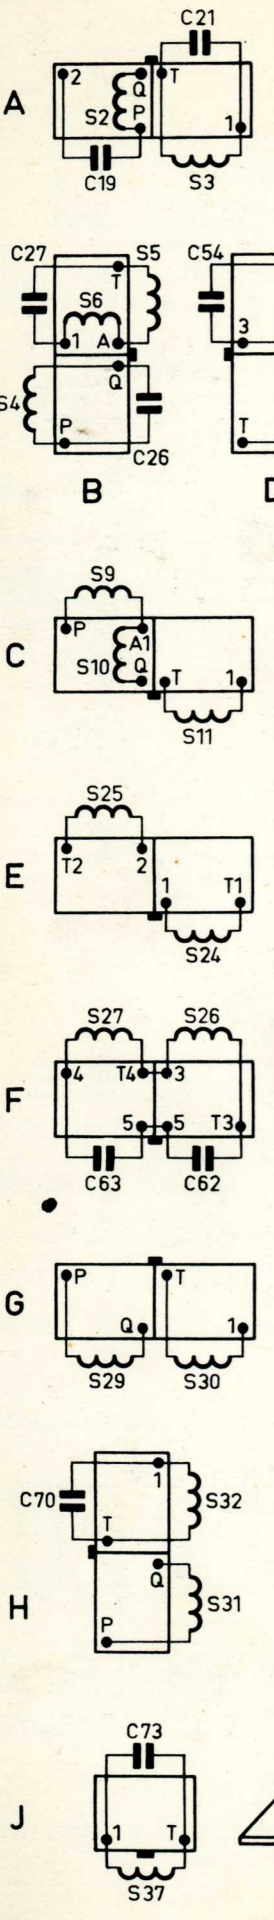 C21
2 Q T
A S2 P 1
C19 S3
C27 S5 C54
T
S6
1 A 3
S4 Q
P T
C26
B
S9
P A1
C S10 Q T 1
S11
S25
T2 2 1 T1
E
S24
S27 S26
4 T4 3
F 5 5 T3
C63 C62
P T
G Q 1
S29 S30
1
C70 S32
T
Q
H P S31
C73
J 1 T
S37